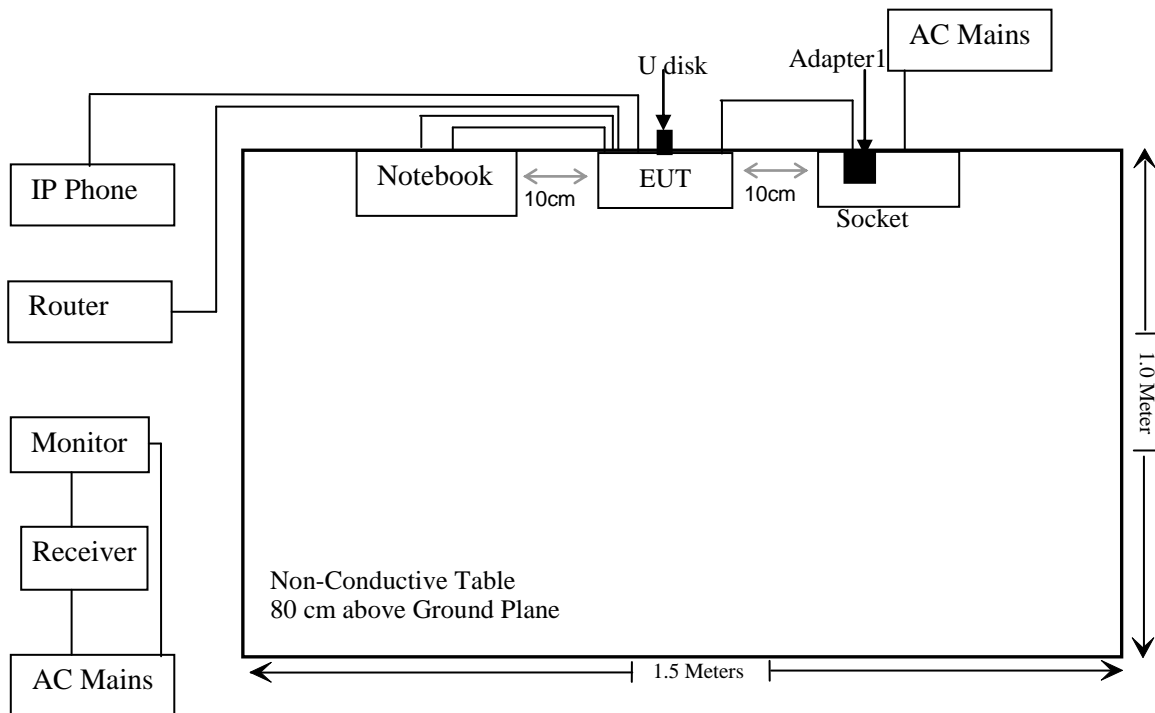 AC Mains
U disk
Adapter1
IP Phone
Notebook
10cm
EUT
10cm
Socket
Router
1.0 Meter
Monitor
Receiver
Non-Conductive Table
80 cm above Ground Plane
AC Mains
1.5 Meters